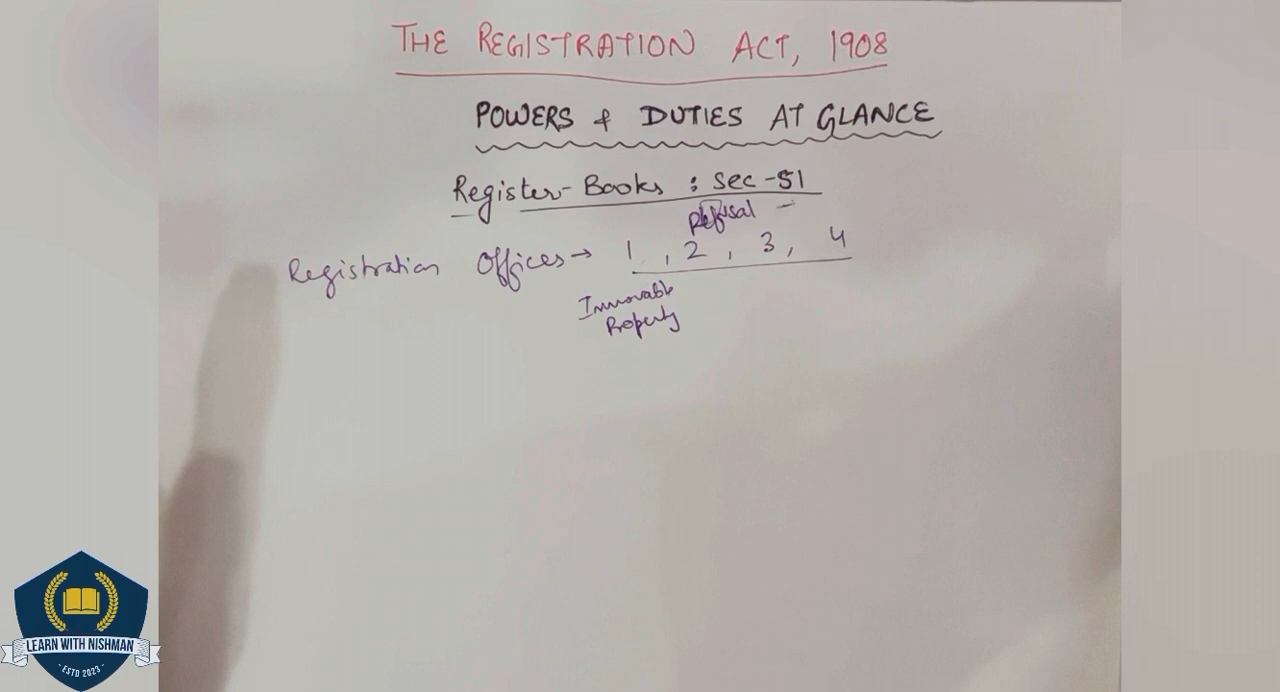 THE REGISTRATION ACT, 1908
POWERS & DUTIES AT GLANCE
Register-Books : Sec-51
Refusal
Registration Offices → 1, 2, 3, 4
Immovable
Property
LEARN WITH NISHMAN
- ESTD 2023 -